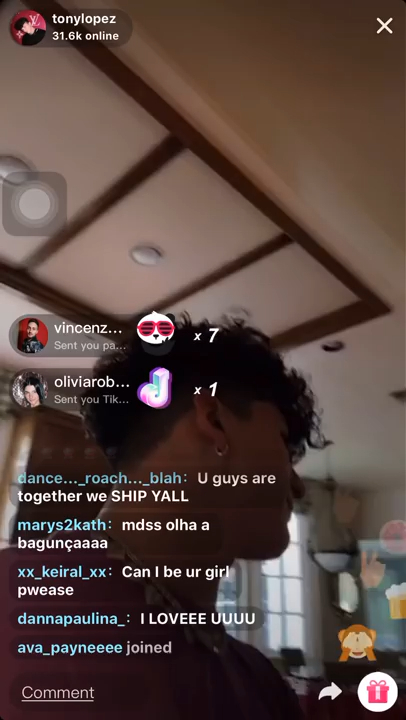 tonylopez
31.6k online
vincenz...
x 7
Sent you pa...
oliviarob...
x 1
Sent you Tik...
dance..._roach..._blah: U guys are
together we SHIP YALL
marys2kath: mdss olha a
bagunçaaaa
xx_keiral_xx: Can I be ur girl
pwease
dannapaulina_: I LOVEEE UUUU
ava_payneeee joined
Comment